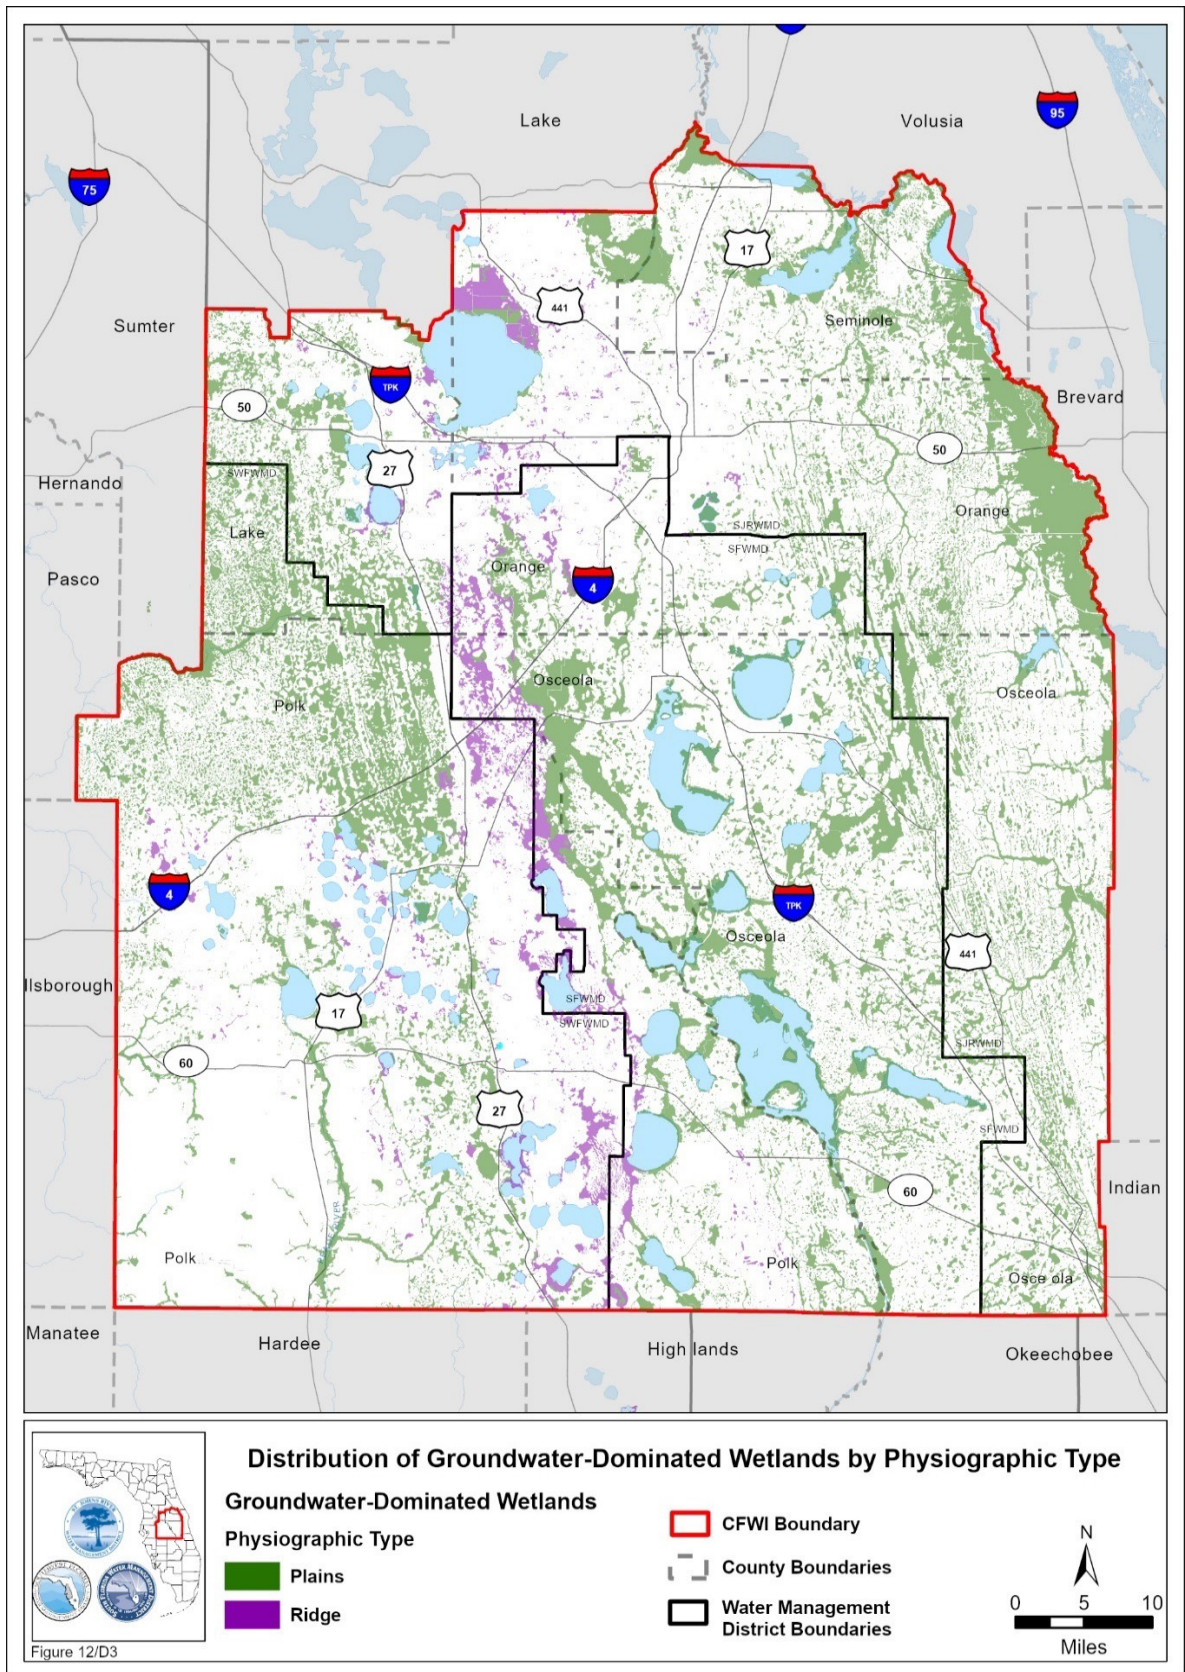 Lake
Volusia
95
75
17
441
Sumter
Seminole
TPK
50
Brevard
27
50
SWFWMD
Hernando
Orange
Lake
SJRWMD
SFWMD
Orange
Pasco
4
Osceola
Osceola
Polk
4
TPK
Osceola
441
llsborough
SFWMD
17
SWFWMD
SJRWMD
60
27
SFWMD
60
Indian
Polk
Polk
Osce ola
Manatee
Hardee
High lands
Okeechobee
Distribution of Groundwater-Dominated Wetlands by Physiographic Type
Groundwater-Dominated Wetlands
Physiographic Type
Plains
Ridge
CFWI Boundary
County Boundaries
Water Management
District Boundaries
N
0 5 10
Miles
Figure 12/D3